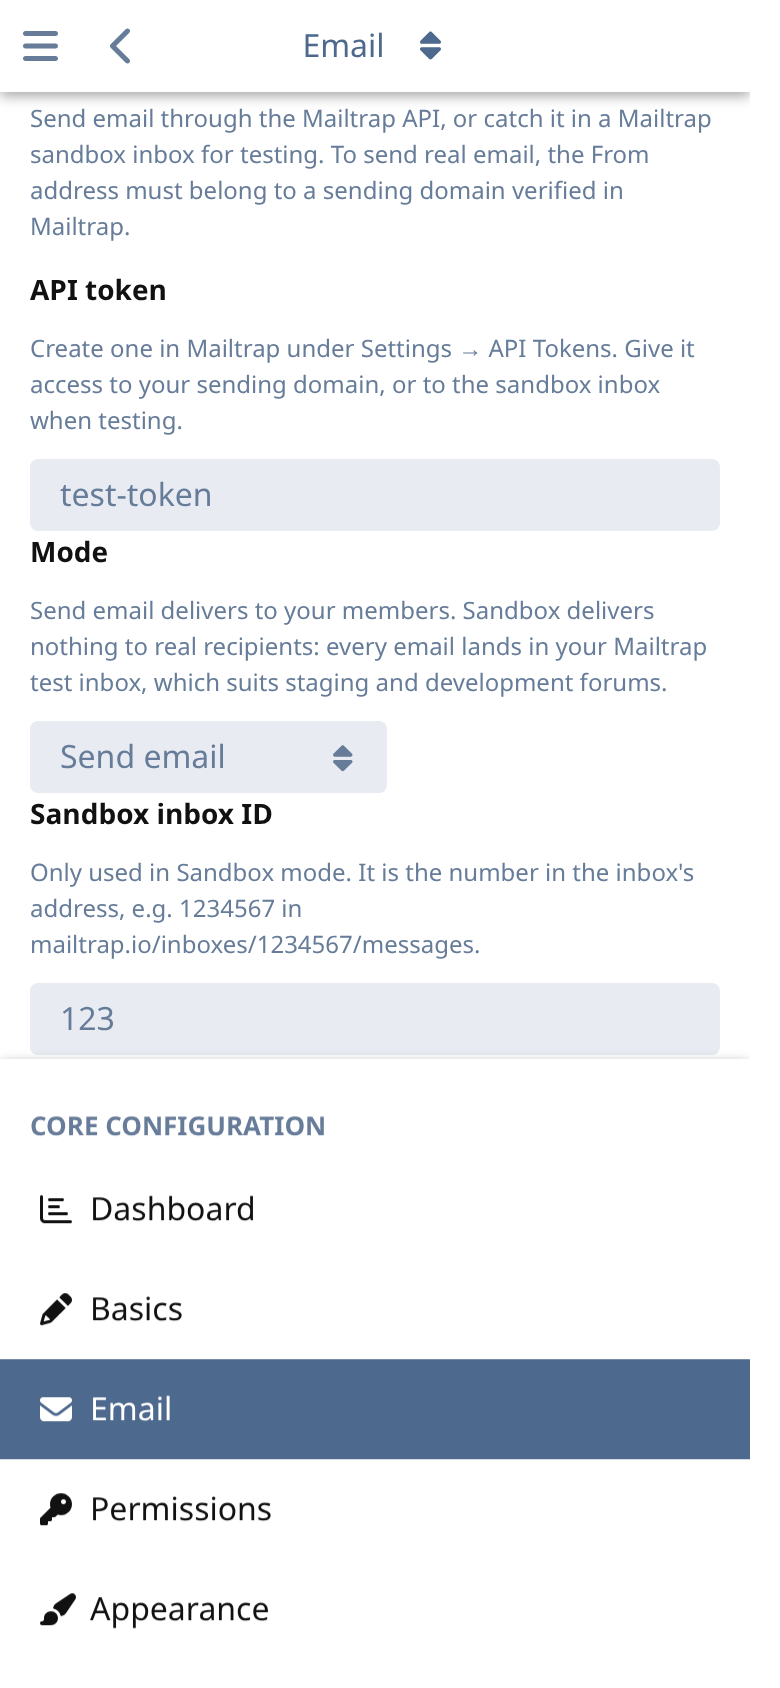 Email
Send email through the Mailtrap API, or catch it in a Mailtrap
sandbox inbox for testing. To send real email, the From
address must belong to a sending domain verified in
Mailtrap.
API token
Create one in Mailtrap under Settings → API Tokens. Give it
access to your sending domain, or to the sandbox inbox
when testing.
test-token
Mode
Send email delivers to your members. Sandbox delivers
nothing to real recipients: every email lands in your Mailtrap
test inbox, which suits staging and development forums.
Send email
Sandbox inbox ID
Only used in Sandbox mode. It is the number in the inbox's
address, e.g. 1234567 in
mailtrap.io/inboxes/1234567/messages.
123
CORE CONFIGURATION
Dashboard
Basics
Email
Permissions
Appearance